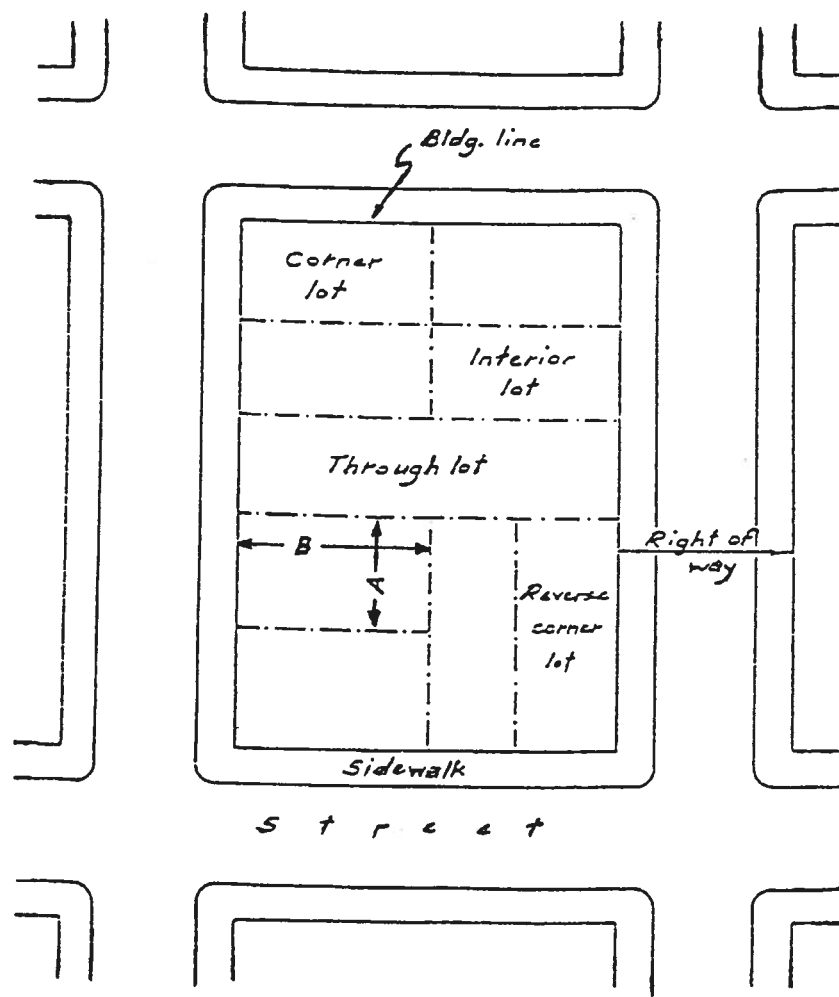 Bldg. line
Corner
lot
Interior
lot
Through lot
B
A
Right of
way
Reverse
corner
lot
Sidewalk
Street